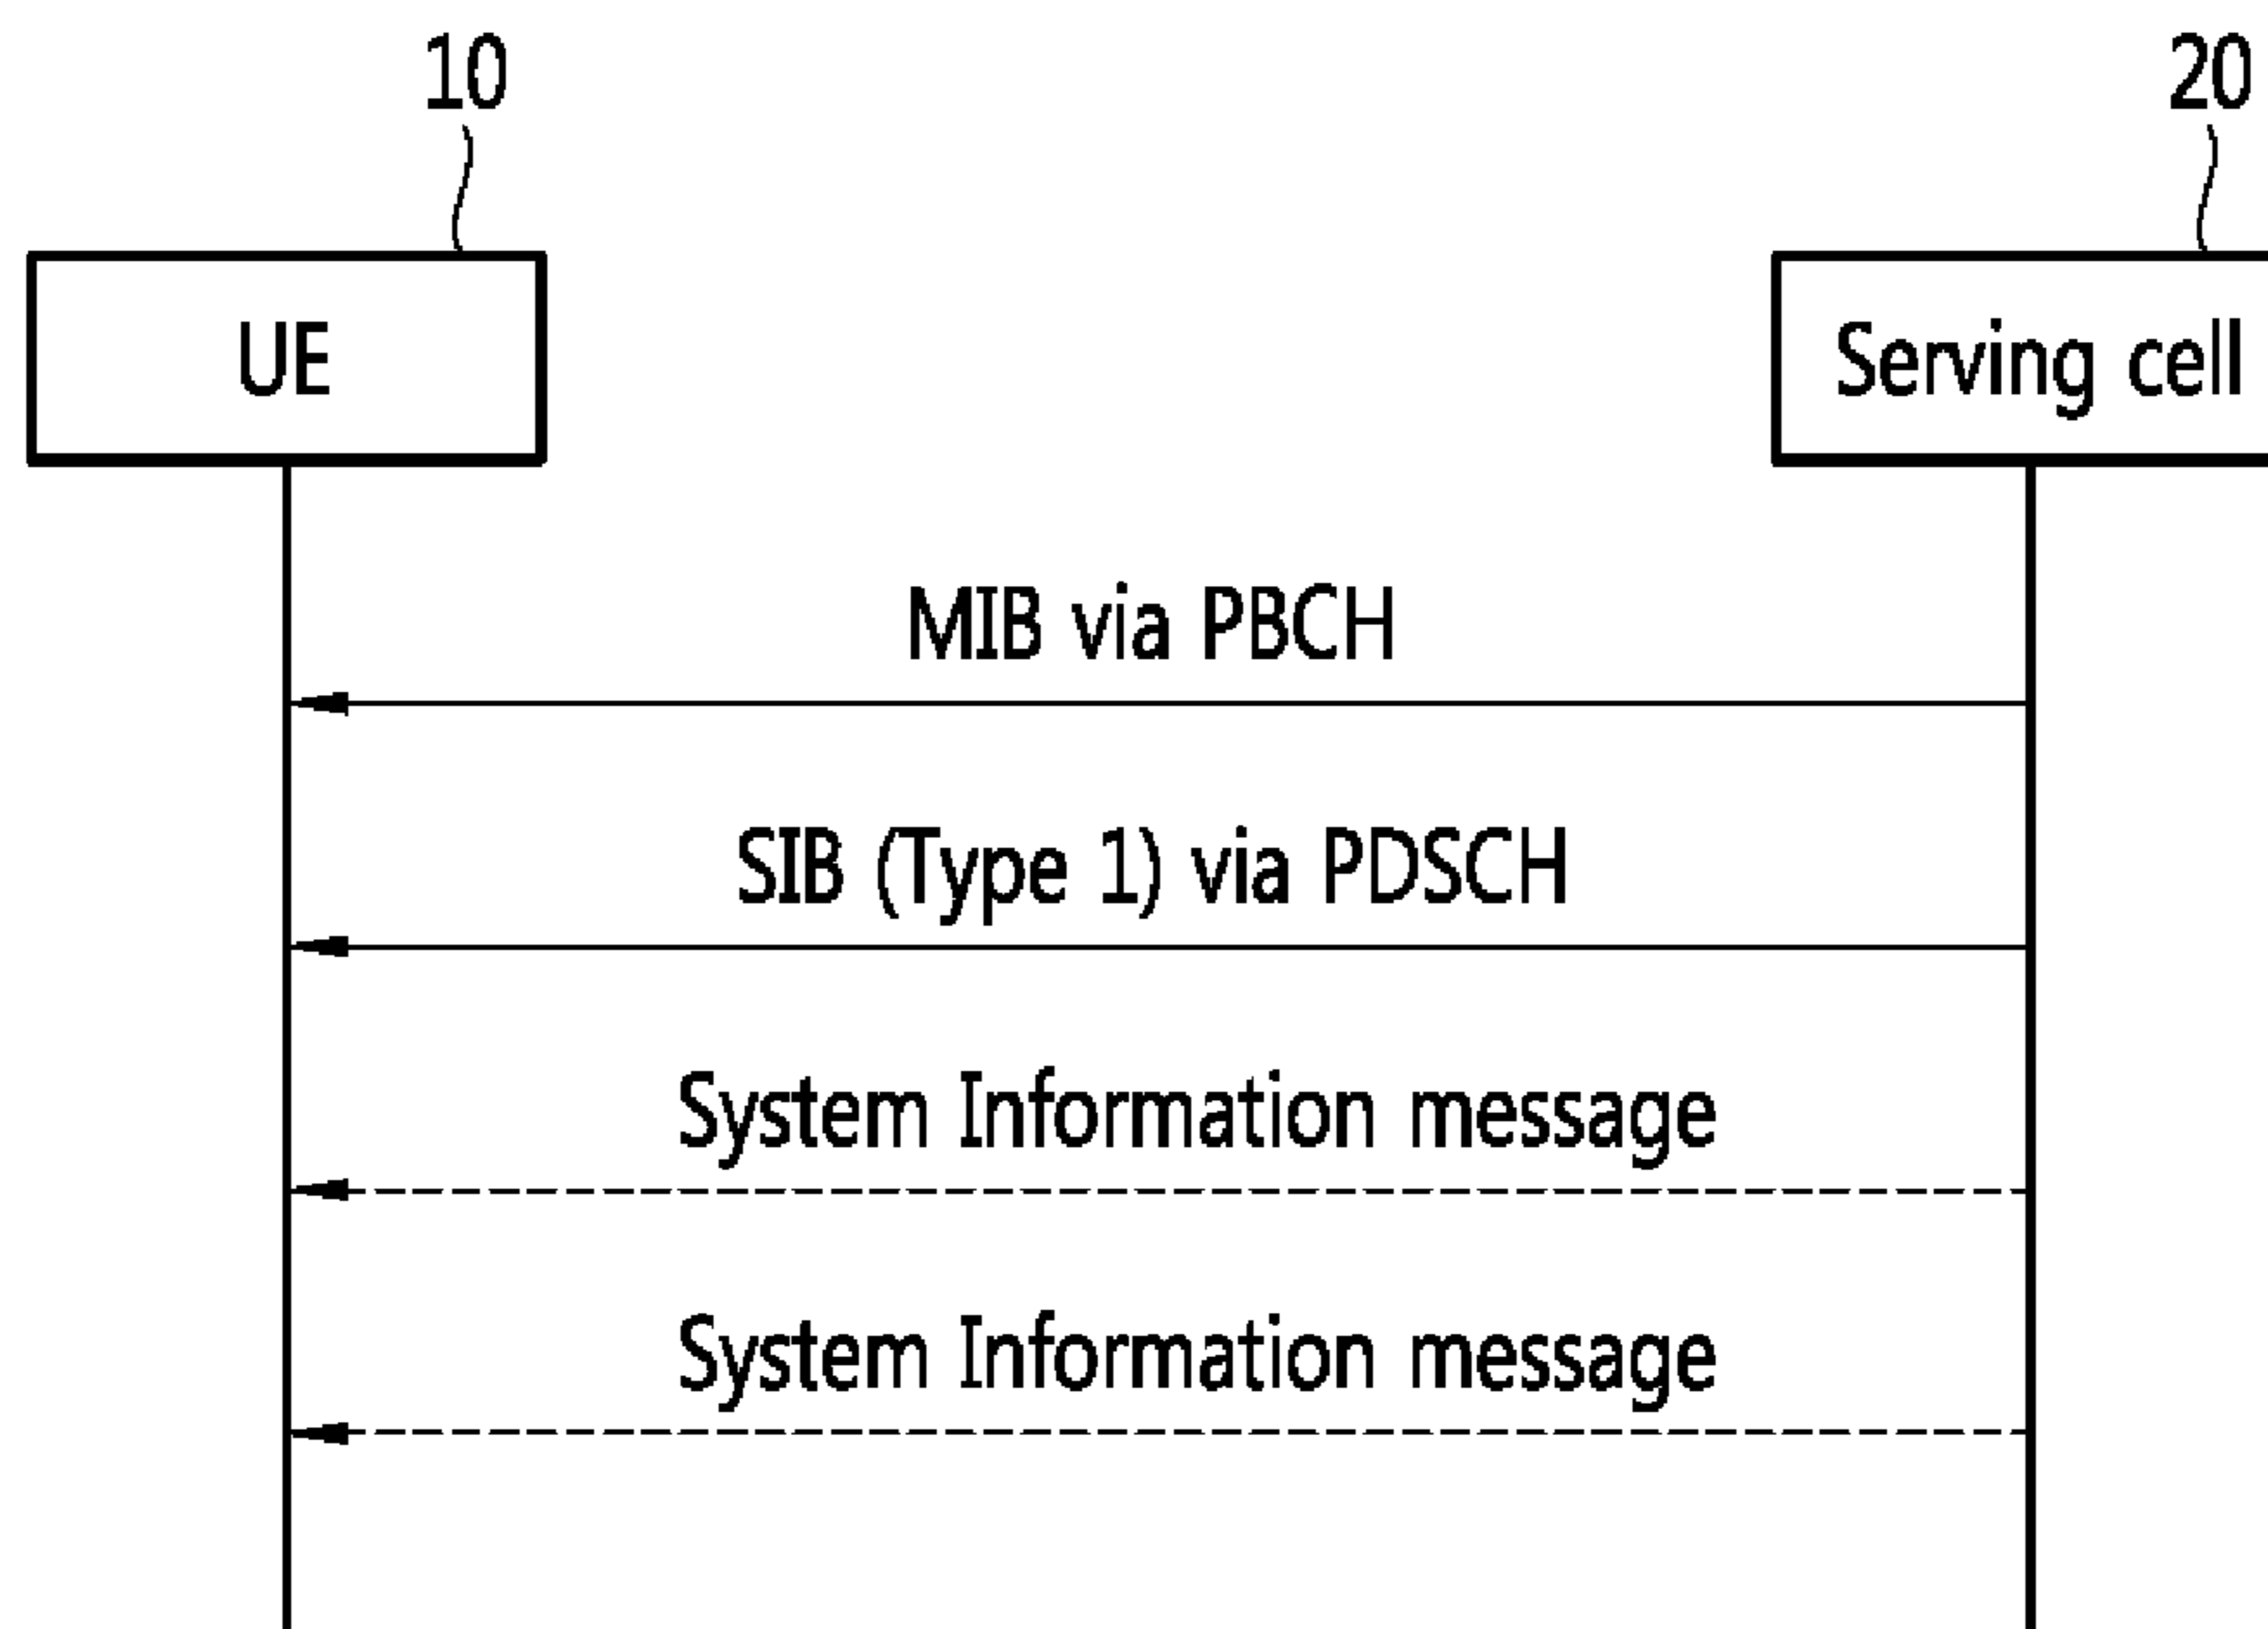 10
20
UE
Serving cell
MIB via PBCH
SIB (Type 1) via PDSCH
System Information message
System Information message